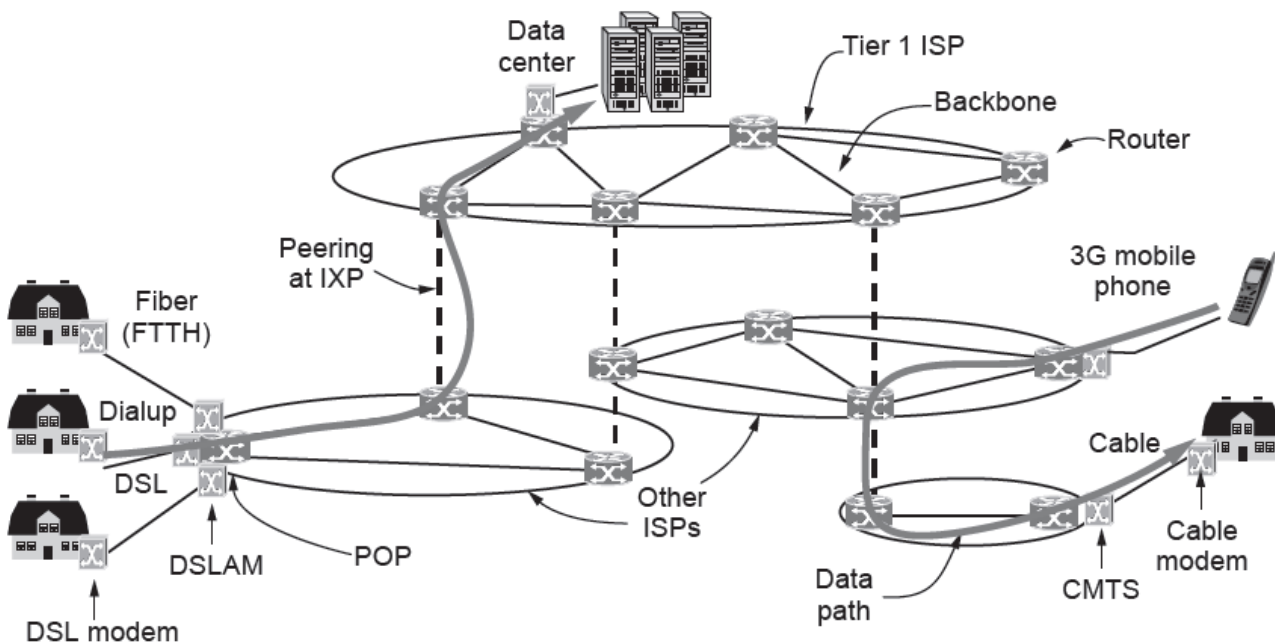 Data
center
Tier 1 ISP
Backbone
Router
Peering
at IXP
3G mobile
phone
Fiber
(FTTH)
Dialup
DSL
Other
ISPs
Cable
POP
DSLAM
DSL modem
Data
path
CMTS
Cable
modem